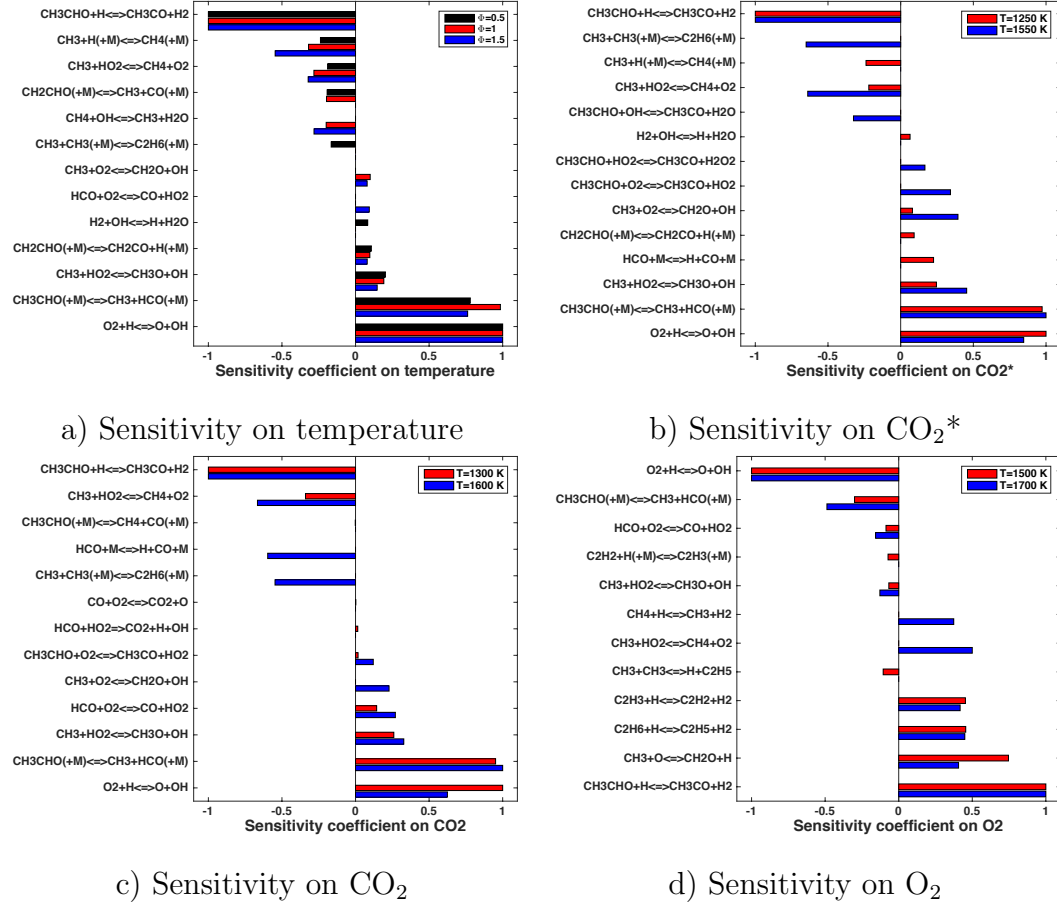 CH3CHO+H<=>CH3CO+H2
CH3+H(+M)<=>CH4(+M)
CH3+HO2<=>CH4+O2
CH2CHO(+M)<=>CH3+CO(+M)
CH4+OH<=>CH3+H2O
CH3+CH3(+M)<=>C2H6(+M)
CH3+O2<=>CH2O+OH
HCO+O2<=>CO+HO2
H2+OH<=>H+H2O
CH2CHO(+M)<=>CH2CO+H(+M)
CH3+HO2<=>CH3O+OH
CH3CHO(+M)<=>CH3+HCO(+M)
O2+H<=>O+OH
Φ=0.5
Φ=1
Φ=1.5
-1 -0.5 0 0.5 1
Sensitivity coefficient on temperature
a) Sensitivity on temperature
CH3CHO+H<=>CH3CO+H2
CH3+CH3(+M)<=>C2H6(+M)
CH3+H(+M)<=>CH4(+M)
CH3+HO2<=>CH4+O2
CH3CHO+OH<=>CH3CO+H2O
H2+OH<=>H+H2O
CH3CHO+HO2<=>CH3CO+H2O2
CH3CHO+O2<=>CH3CO+HO2
CH3+O2<=>CH2O+OH
CH2CHO(+M)<=>CH2CO+H(+M)
HCO+M<=>H+CO+M
CH3+HO2<=>CH3O+OH
CH3CHO(+M)<=>CH3+HCO(+M)
O2+H<=>O+OH
T=1250 K
T=1550 K
-1 -0.5 0 0.5 1
Sensitivity coefficient on CO2*
b) Sensitivity on CO₂*
CH3CHO+H<=>CH3CO+H2
CH3+HO2<=>CH4+O2
CH3CHO(+M)<=>CH4+CO(+M)
HCO+M<=>H+CO+M
CH3+CH3(+M)<=>C2H6(+M)
CO+O2<=>CO2+O
HCO+HO2<=>CO2+H+OH
CH3CHO+O2<=>CH3CO+HO2
CH3+O2<=>CH2O+OH
HCO+O2<=>CO+HO2
CH3+HO2<=>CH3O+OH
CH3CHO(+M)<=>CH3+HCO(+M)
O2+H<=>O+OH
T=1300 K
T=1600 K
-1 -0.5 0 0.5 1
Sensitivity coefficient on CO2
c) Sensitivity on CO₂
O2+H<=>O+OH
CH3CHO(+M)<=>CH3+HCO(+M)
HCO+O2<=>CO+HO2
C2H2+H(+M)<=>C2H3(+M)
CH3+HO2<=>CH3O+OH
CH4+H<=>CH3+H2
CH3+HO2<=>CH4+O2
CH3+CH3<=>H+C2H5
C2H3+H<=>C2H2+H2
C2H6+H<=>C2H5+H2
CH3+O<=>CH2O+H
CH3CHO+H<=>CH3CO+H2
T=1500 K
T=1700 K
-1 -0.5 0 0.5 1
Sensitivity coefficient on O2
d) Sensitivity on O₂